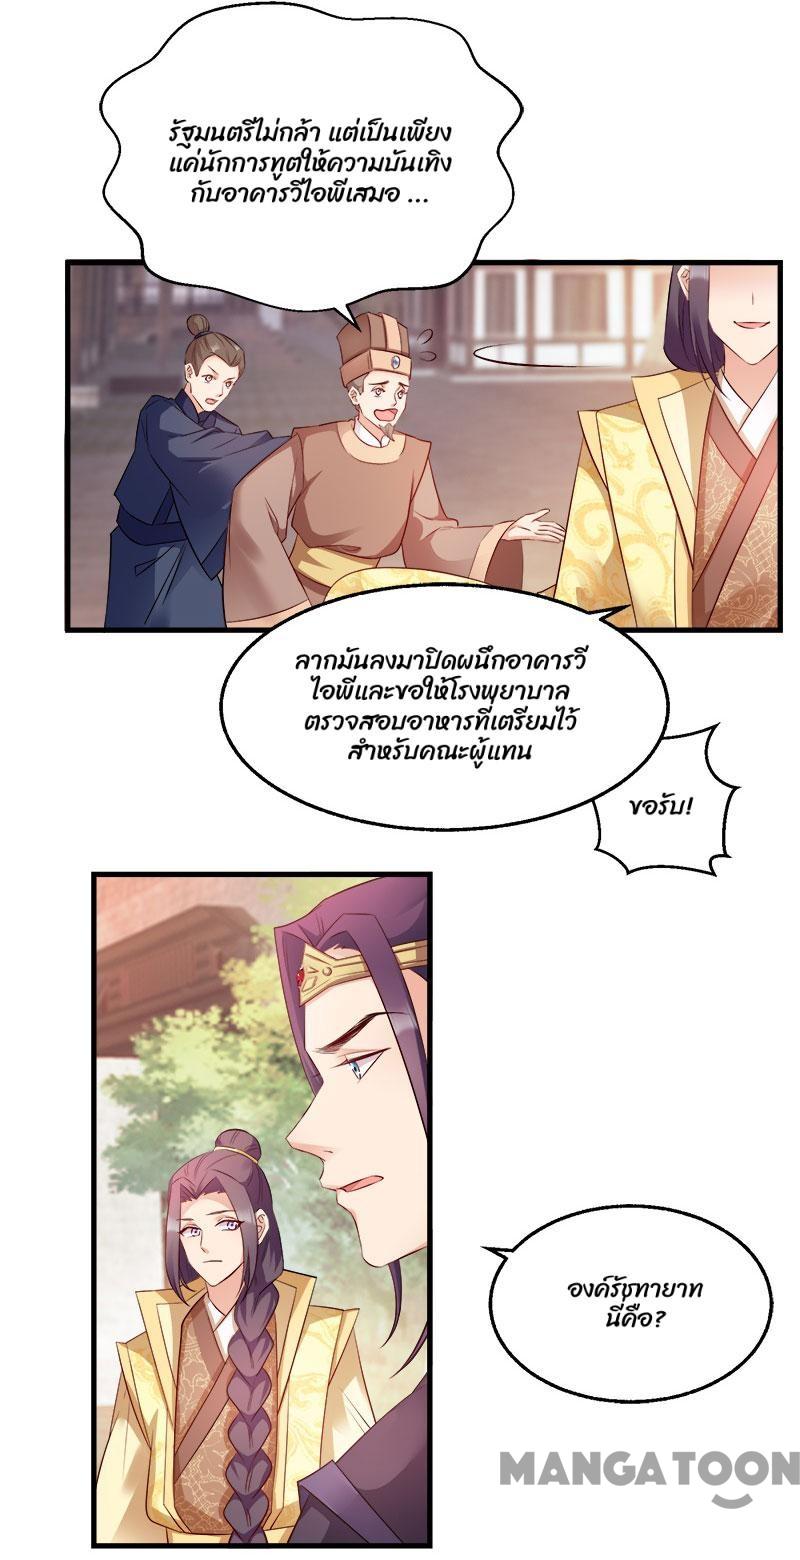 รัฐมนตรีไม่กล้า แต่เป็นเพียง
แค่นักการทูตให้ความบันเทิง
กับอาคารวีไอพีเสมอ ...
ลากมันลงมาปิดผนึกอาคารวี
ไอพีและขอให้โรงพยาบาล
ตรวจสอบอาหารที่เตรียมไว้
สำหรับคณะผู้แทน
ขอรับ!
องค์รัชทายาท
นี่คือ?
MANGATOON